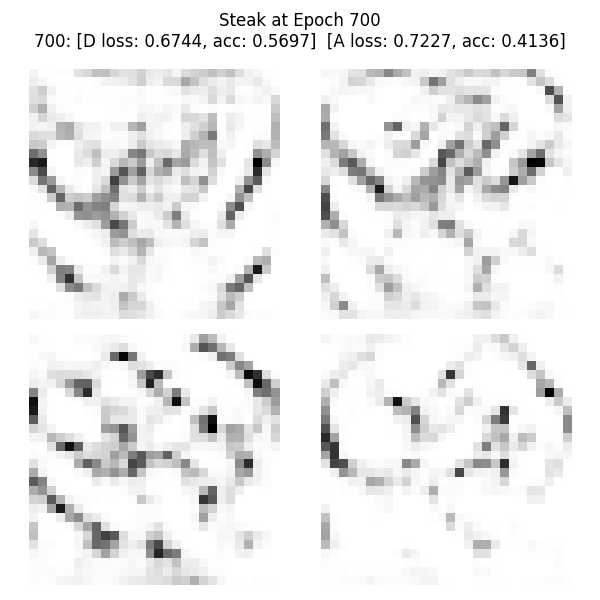 Steak at Epoch 700
700: [D loss: 0.6744, acc: 0.5697]  [A loss: 0.7227, acc: 0.4136]